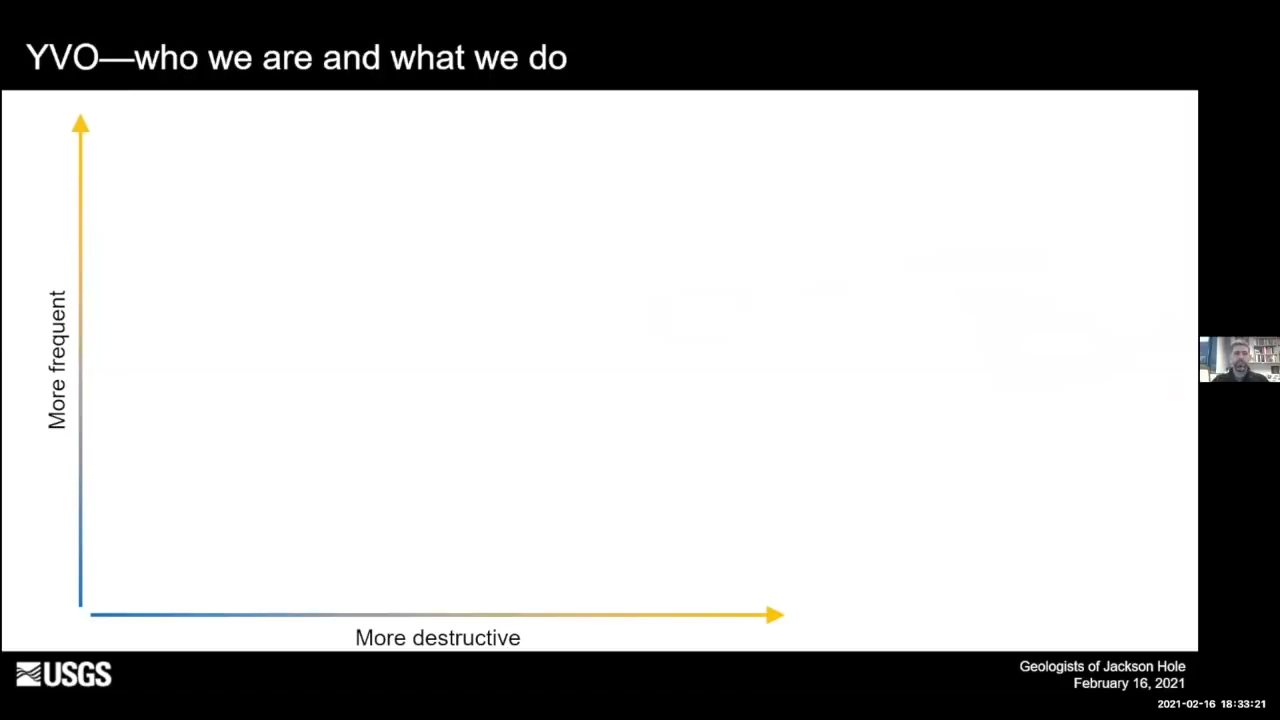 YVO—who we are and what we do
More frequent
More destructive
USGS
Geologists of Jackson Hole
February 16, 2021
2021-02-16 18:33:21